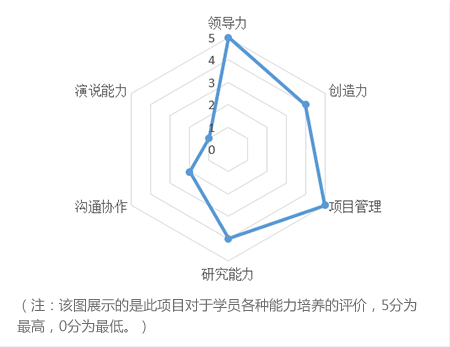 领导力
5
4
3
2
1
0
演说能力
创造力
沟通协作
项目管理
研究能力
（注：该图展示的是此项目对于学员各种能力培养的评价，5分为
最高，0分为最低。）